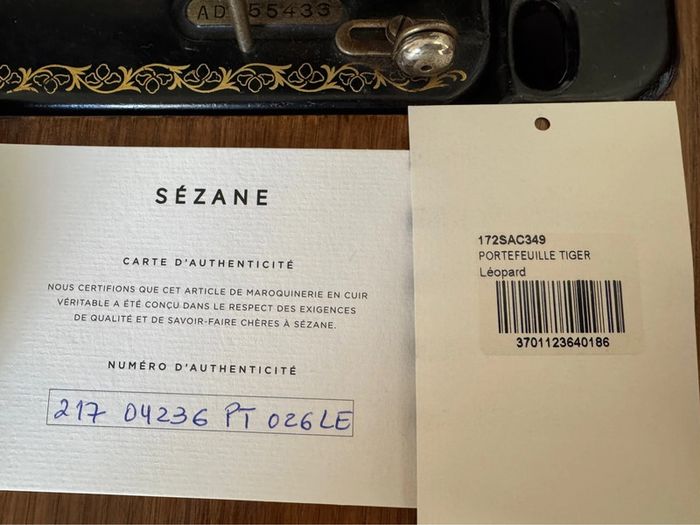 AD 55433
SÉZANE
CARTE D'AUTHENTICITÉ
NOUS CERTIFIONS QUE CET ARTICLE DE MAROQUINERIE EN CUIR
VÉRITABLE A ÉTÉ CONÇU DANS LE RESPECT DES EXIGENCES
DE QUALITÉ ET DE SAVOIR-FAIRE CHÈRES À SÉZANE.
NUMÉRO D'AUTHENTICITÉ
217 04236 PT 026LE
172SAC349
PORTEFEUILLE TIGER
Léopard
3701123640186